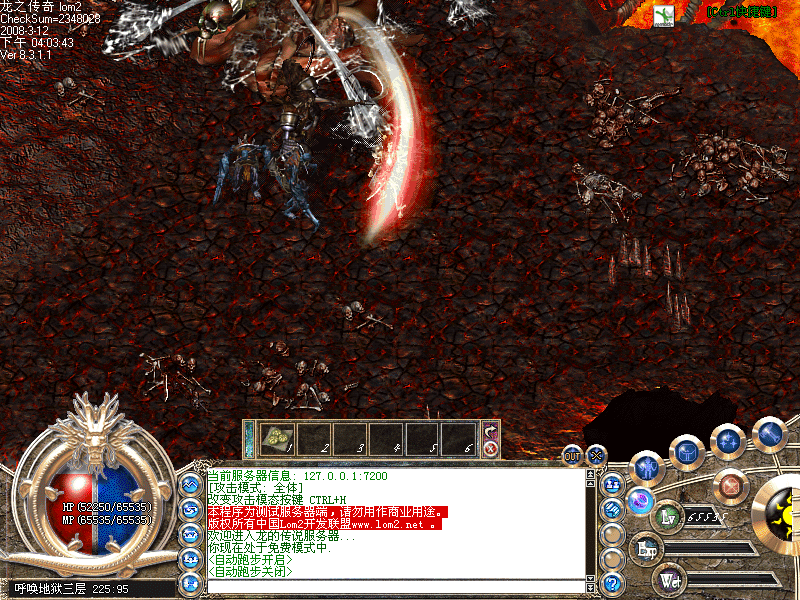 龙之传奇 lom2
CheckSum=2348028
2008-3-12
下午 04:03:43
Ver 8.3.1.1
1
2
3
4
5
6
OUT
当前服务器信息: 127.0.0.1:7200
[攻击模式: 全体]
改变攻击模态按键 CTRL+H
本程序为测试服务器端，请勿用作商业用途。
版权所有中国Lom2开发联盟www.lom2.net 。
欢迎进入龙的传说服务器...
你现在处于免费模式中.
<自动跑步开启>
<自动跑步关闭>
HP (52250/65535)
MP (65535/65535)
Lv 65535
Exp
Wet
呼唤地狱三层 225:95